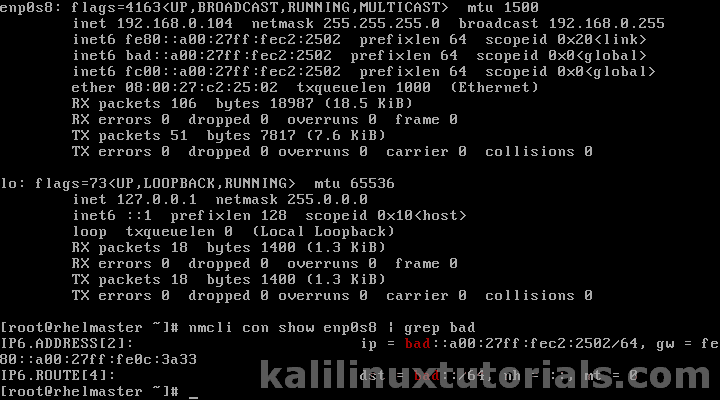 enp0s8: flags=4163<UP,BROADCAST,RUNNING,MULTICAST>  mtu 1500
        inet 192.168.0.104  netmask 255.255.255.0  broadcast 192.168.0.255
        inet6 fe80::a00:27ff:fec2:2502  prefixlen 64  scopeid 0x20<link>
        inet6 bad::a00:27ff:fec2:2502  prefixlen 64  scopeid 0x0<global>
        inet6 fc00::a00:27ff:fec2:2502  prefixlen 64  scopeid 0x0<global>
        ether 08:00:27:c2:25:02  txqueuelen 1000  (Ethernet)
        RX packets 106  bytes 18987 (18.5 KiB)
        RX errors 0  dropped 0  overruns 0  frame 0
        TX packets 51  bytes 7817 (7.6 KiB)
        TX errors 0  dropped 0 overruns 0  carrier 0  collisions 0
lo: flags=73<UP,LOOPBACK,RUNNING>  mtu 65536
        inet 127.0.0.1  netmask 255.0.0.0
        inet6 ::1  prefixlen 128  scopeid 0x10<host>
        loop  txqueuelen 0  (Local Loopback)
        RX packets 18  bytes 1400 (1.3 KiB)
        RX errors 0  dropped 0  overruns 0  frame 0
        TX packets 18  bytes 1400 (1.3 KiB)
        TX errors 0  dropped 0 overruns 0  carrier 0  collisions 0
[root@rhelmaster ~]# nmcli con show enp0s8 | grep bad
IP6.ADDRESS[2]:                         ip = bad::a00:27ff:fec2:2502/64, gw = fe
80::a00:27ff:fe0c:3a33
IP6.ROUTE[4]:                           dst = bad::/64, nh = ::, mt = 0
[root@rhelmaster ~]# _
kalilinuxtutorials.com